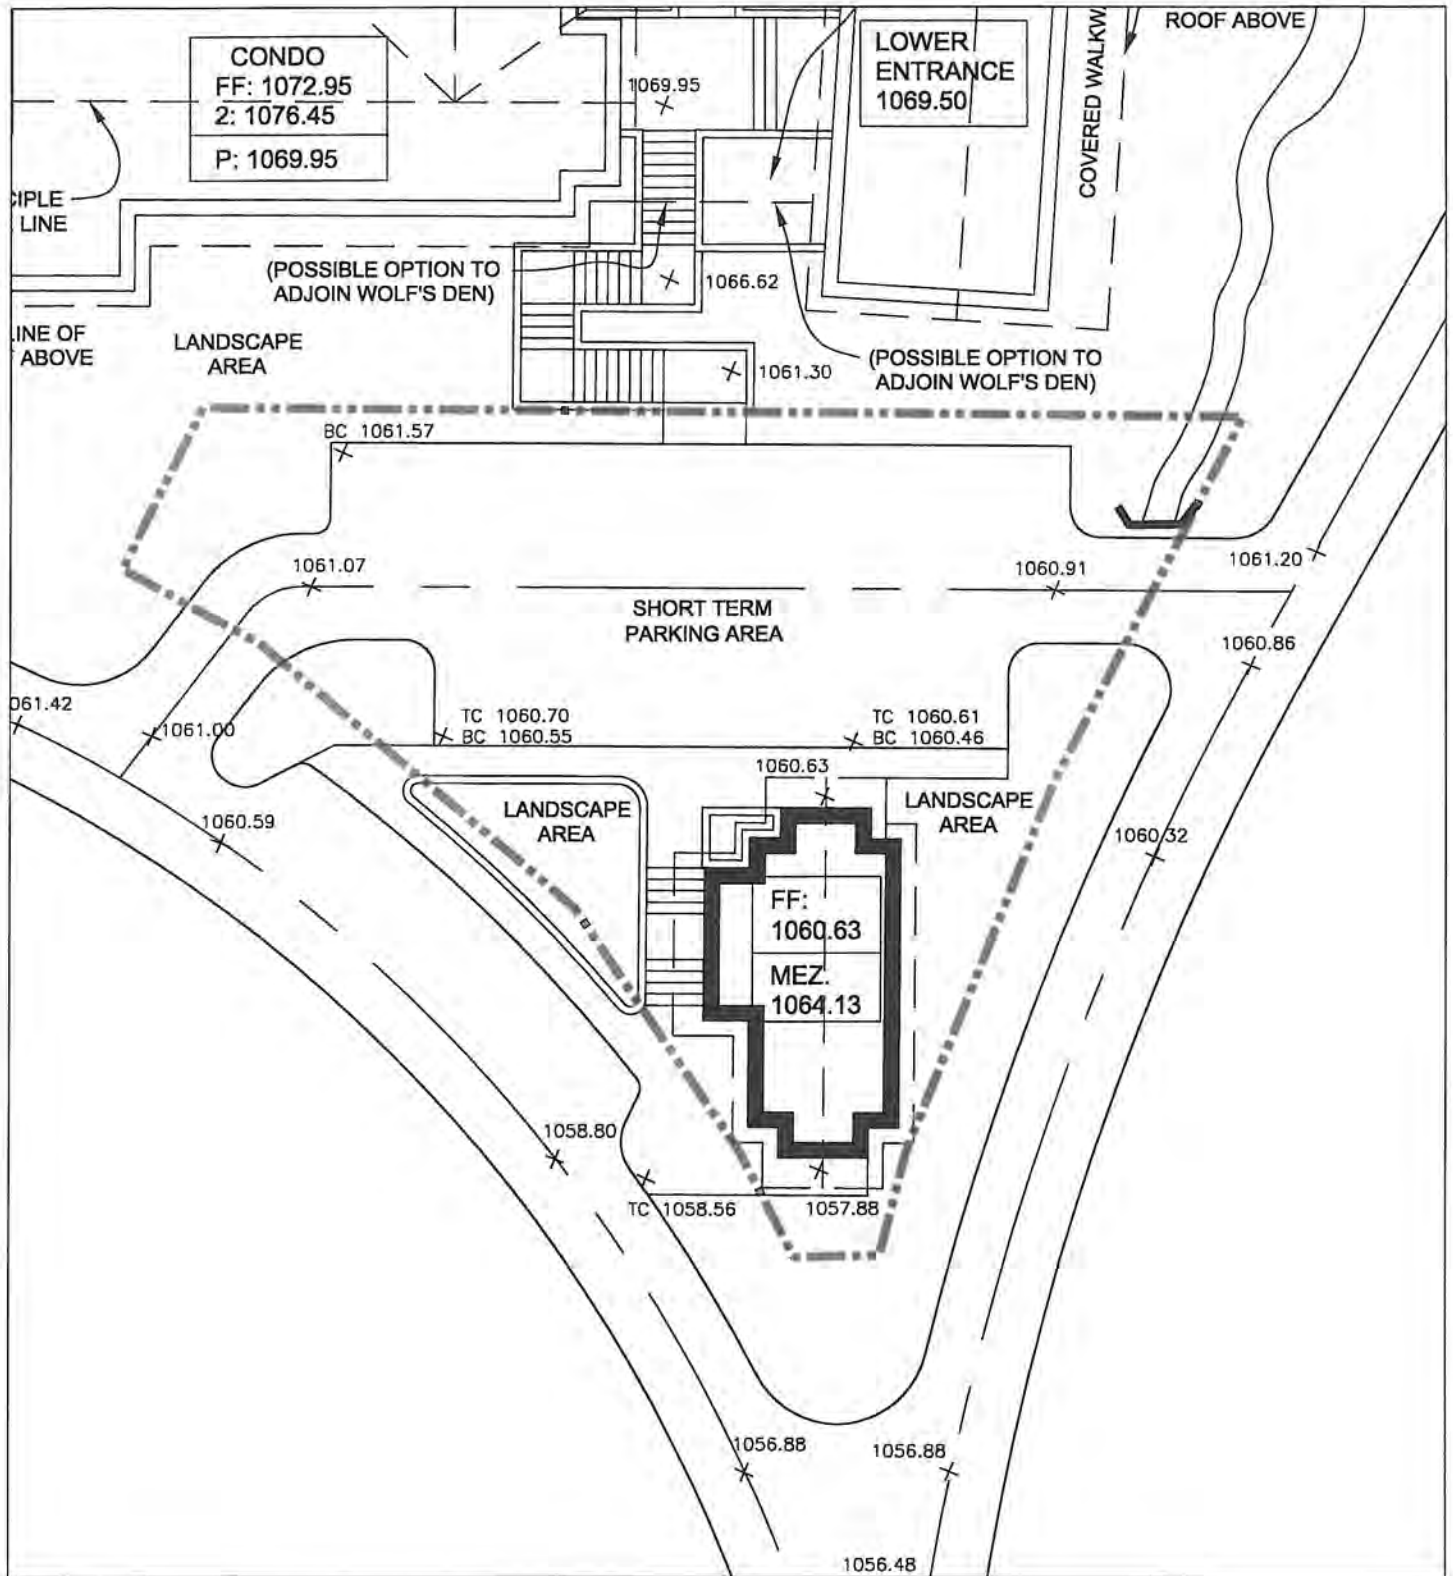 ROOF ABOVE
CONDO
FF: 1072.95
2: 1076.45
P: 1069.95
1069.95
LOWER
ENTRANCE
1069.50
COVERED WALKW
CIPLE
LINE
(POSSIBLE OPTION TO
ADJOIN WOLF'S DEN)
1066.62
LINE OF
ABOVE
LANDSCAPE
AREA
1061.30
(POSSIBLE OPTION TO
ADJOIN WOLF'S DEN)
BC 1061.57
1061.07
1060.91
1061.20
SHORT TERM
PARKING AREA
1060.86
061.42
1061.00
TC 1060.70
BC 1060.55
TC 1060.61
BC 1060.46
1060.63
LANDSCAPE
AREA
LANDSCAPE
AREA
1060.59
1060.32
FF:
1060.63
MEZ.
1064.13
1058.80
TC 1058.56
1057.88
1056.88
1056.88
1056.48